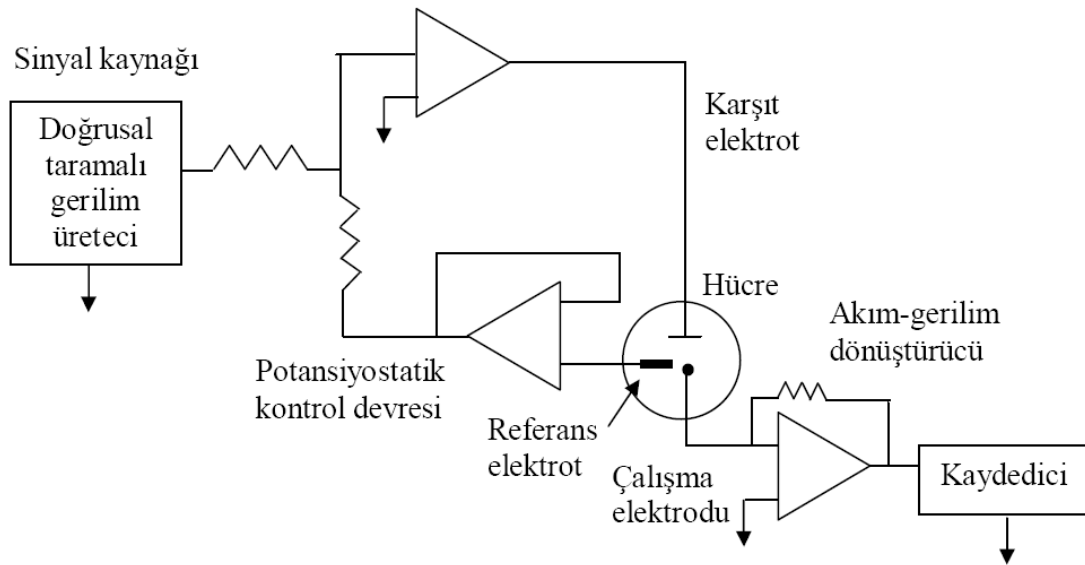 Sinyal kaynağı
Doğrusal
taramalı
gerilim
üreteci
Karşıt
elektrot
Hücre
Akım-gerilim
dönüştürücü
Potansiyostatik
kontrol devresi
Referans
elektrot
Çalışma
elektrodu
Kaydedici